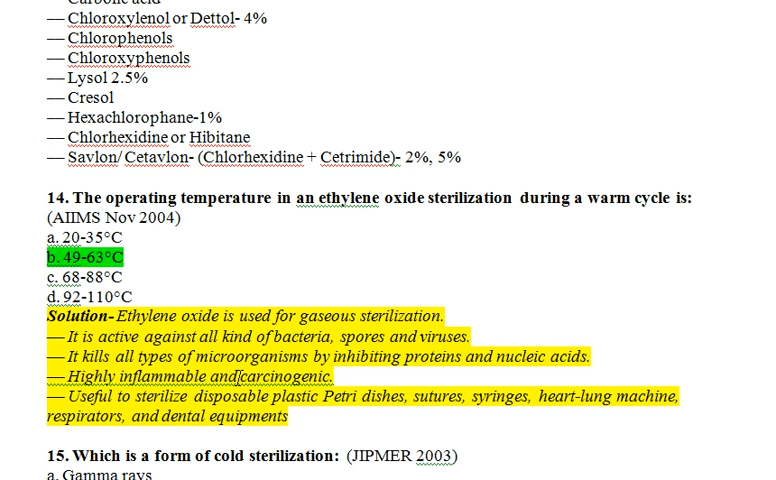 Carbolic acid
— Chloroxylenol or Dettol- 4%
— Chlorophenols
— Chloroxyphenols
— Lysol 2.5%
— Cresol
— Hexachlorophane-1%
— Chlorhexidine or Hibitane
— Savlon/ Cetavlon- (Chlorhexidine + Cetrimide)- 2%, 5%
14. The operating temperature in an ethylene oxide sterilization during a warm cycle is:
(AIIMS Nov 2004)
a. 20-35°C
b. 49-63°C
c. 68-88°C
d. 92-110°C
Solution- Ethylene oxide is used for gaseous sterilization.
— It is active against all kind of bacteria, spores and viruses.
— It kills all types of microorganisms by inhibiting proteins and nucleic acids.
— Highly inflammable and carcinogenic.
— Useful to sterilize disposable plastic Petri dishes, sutures, syringes, heart-lung machine,
respirators, and dental equipments
15. Which is a form of cold sterilization: (JIPMER 2003)
a. Gamma rays